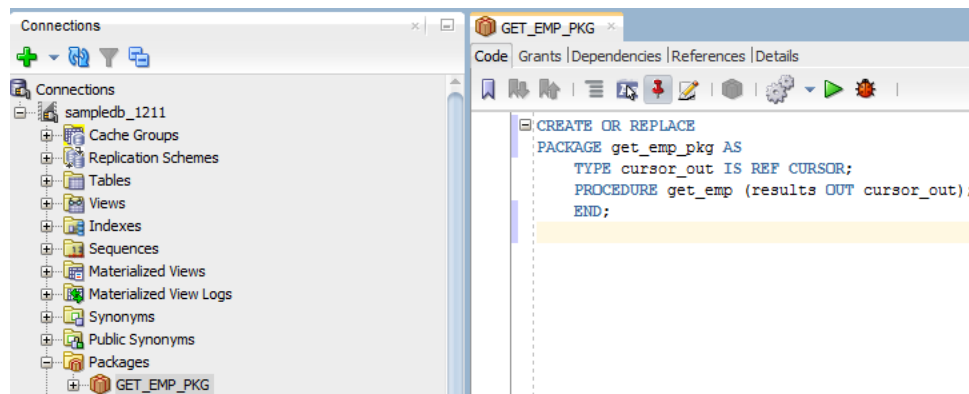 Connections
Connections
sampledb_1211
Cache Groups
Replication Schemes
Tables
Views
Indexes
Sequences
Materialized Views
Materialized View Logs
Synonyms
Public Synonyms
Packages
GET_EMP_PKG
GET_EMP_PKG
Code Grants Dependencies References Details
CREATE OR REPLACE
PACKAGE get_emp_pkg AS
TYPE cursor_out IS REF CURSOR;
PROCEDURE get_emp (results OUT cursor_out);
END;